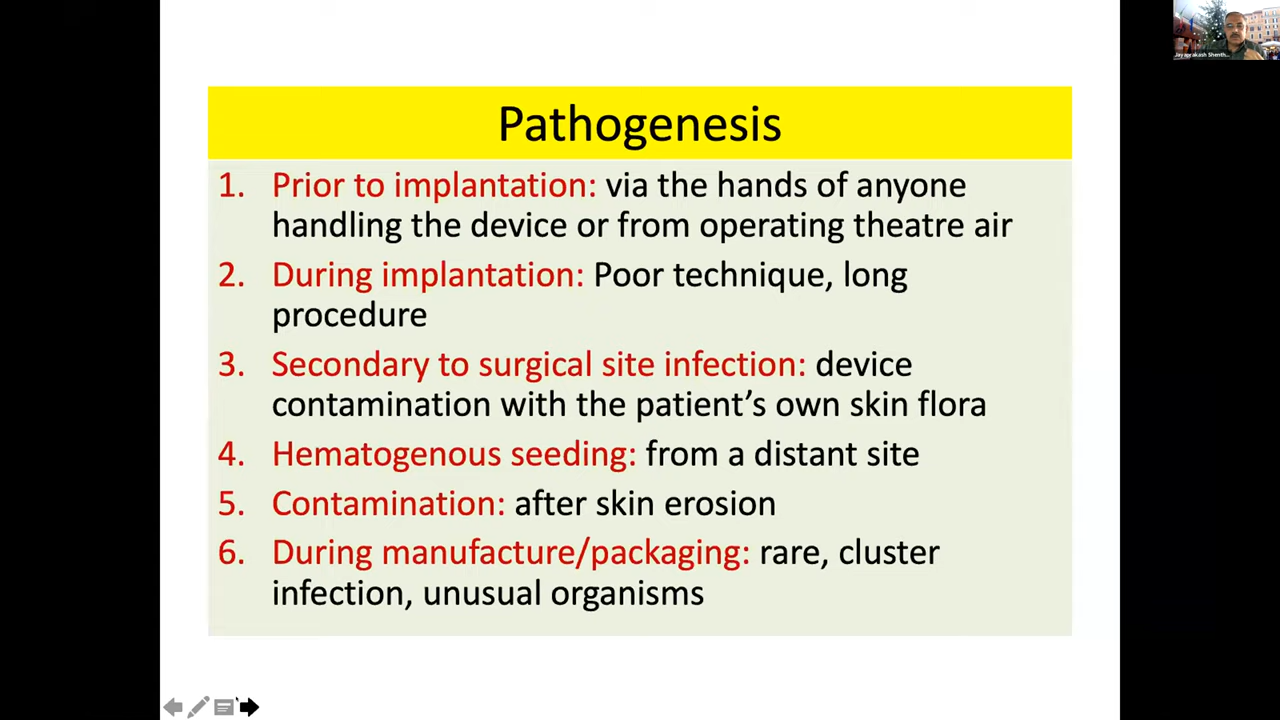 Jayaprakash Shenth...
Pathogenesis
1. Prior to implantation: via the hands of anyone
handling the device or from operating theatre air
2. During implantation: Poor technique, long
procedure
3. Secondary to surgical site infection: device
contamination with the patient’s own skin flora
4. Hematogenous seeding: from a distant site
5. Contamination: after skin erosion
6. During manufacture/packaging: rare, cluster
infection, unusual organisms